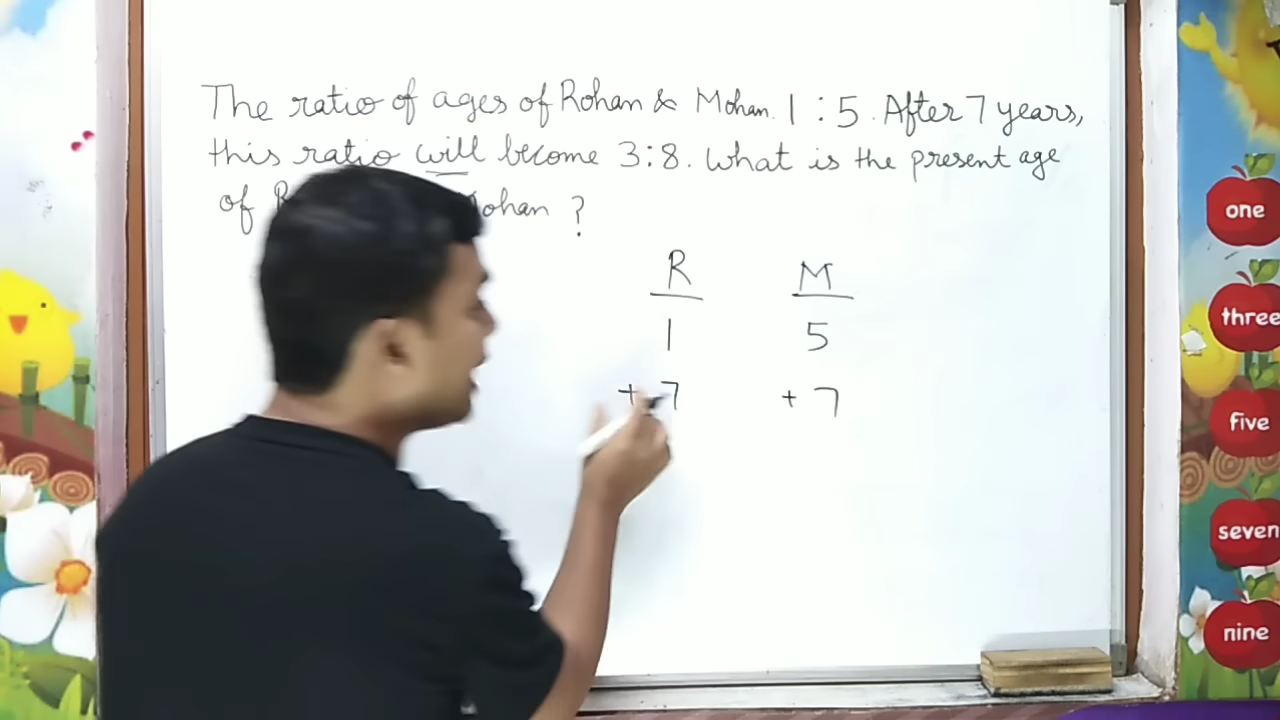 The ratio of ages of Rohan & Mohan 1 : 5. After 7 years,
this ratio will become 3:8. What is the present age
of Mohan ?
R M
1 5
+ 7 + 7
one
three
five
seven
nine